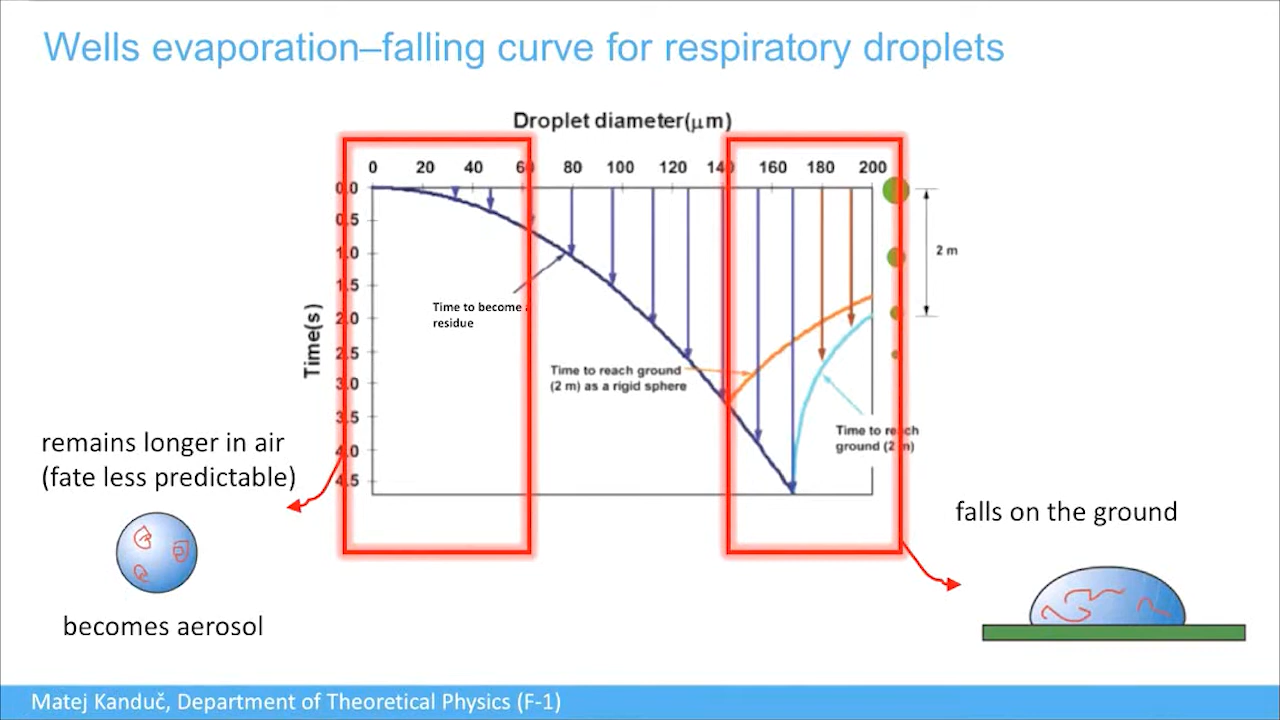 Wells evaporation–falling curve for respiratory droplets
Droplet diameter(μm)
0 20 40 60 80 100 120 140 160 180 200
0.0
0.5
1.0
1.5
2.0
2.5
3.0
3.5
4.0
4.5
Time(s)
2 m
Time to become a
residue
Time to reach ground
(2 m) as a rigid sphere
Time to reach
ground (2 m)
remains longer in air
(fate less predictable)
becomes aerosol
falls on the ground
Matej Kanduč, Department of Theoretical Physics (F-1)